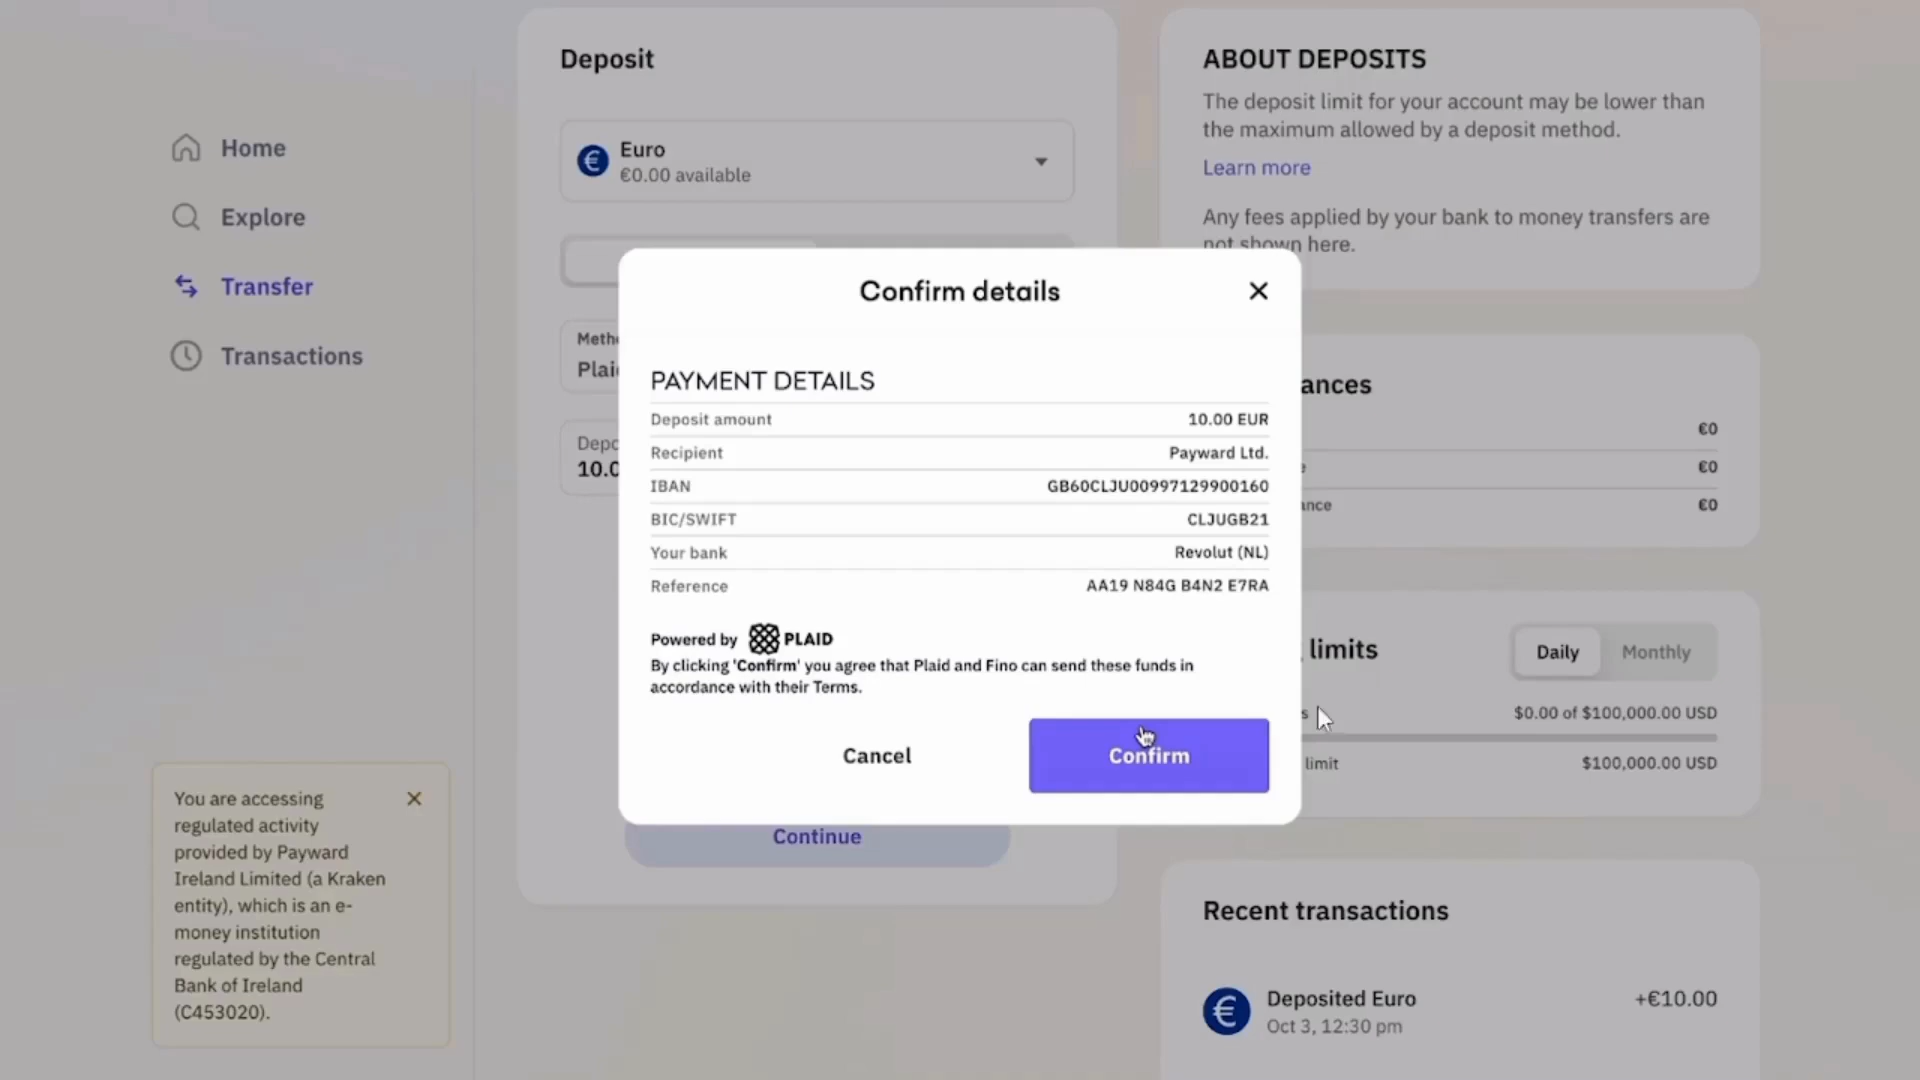 Home
Explore
Transfer
Transactions
You are accessing
regulated activity
provided by Payward
Ireland Limited (a Kraken
entity), which is an e-
money institution
regulated by the Central
Bank of Ireland
(C453020).
Deposit
Euro
€0.00 available
Confirm details
PAYMENT DETAILS
Deposit amount 10.00 EUR
Recipient Payward Ltd.
IBAN GB60CLJU00997129900160
BIC/SWIFT CLJUGB21
Your bank Revolut (NL)
Reference AA19 N84G B4N2 E7RA
Powered by PLAID
By clicking 'Confirm' you agree that Plaid and Fino can send these funds in
accordance with their Terms.
Cancel Confirm
Continue
ABOUT DEPOSITS
The deposit limit for your account may be lower than
the maximum allowed by a deposit method.
Learn more
Any fees applied by your bank to money transfers are
not shown here.
€0
€0
€0
limits
Daily Monthly
$0.00 of $100,000.00 USD
limit $100,000.00 USD
Recent transactions
Deposited Euro +€10.00
Oct 3, 12:30 pm